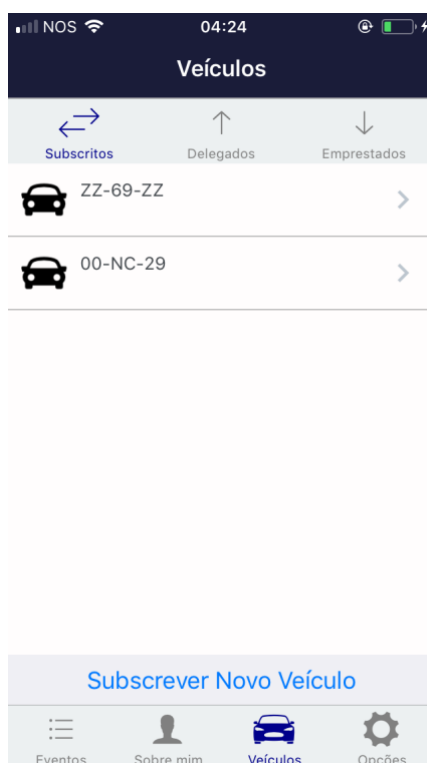 NOS 04:24
Veículos
Subscritos Delegados Emprestados
ZZ-69-ZZ
00-NC-29
Subscrever Novo Veículo
Eventos Sobre mim Veículos Opções